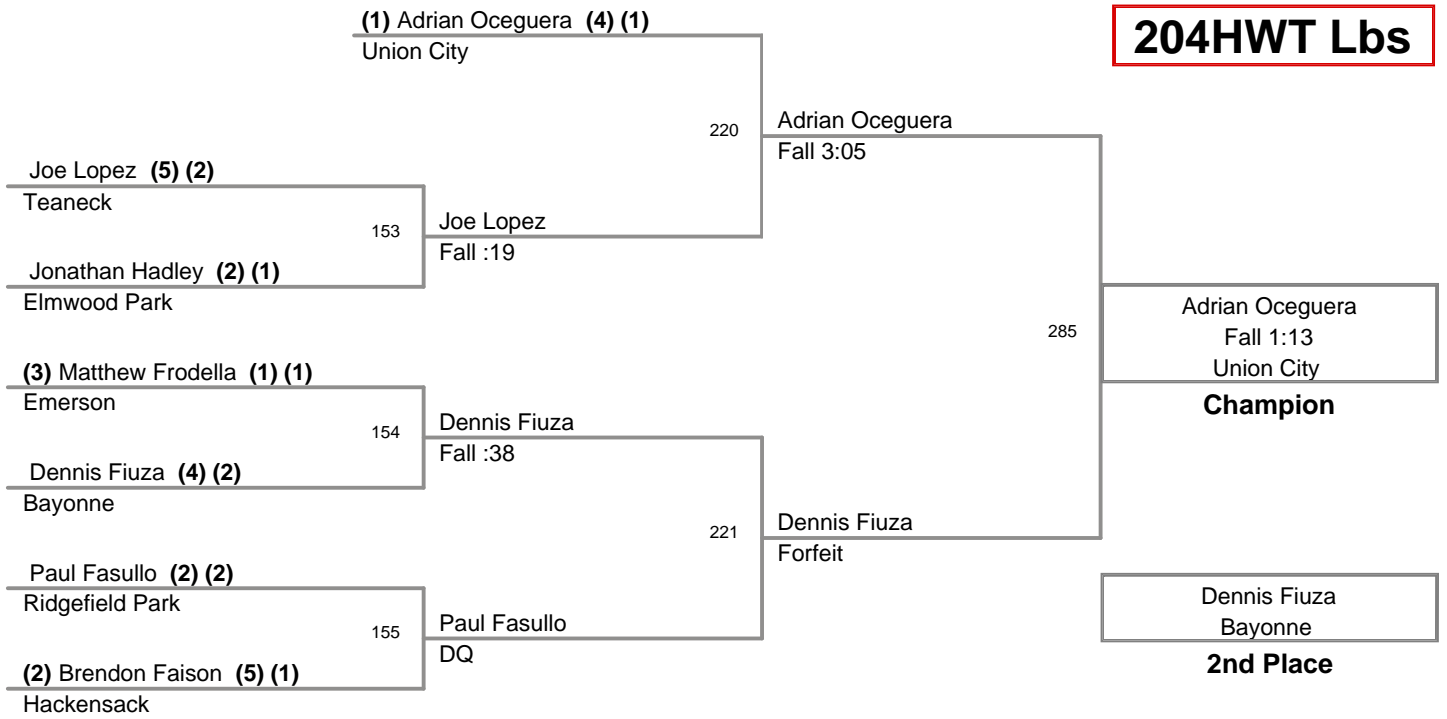 (1) Adrian Oceguera (4) (1)
Union City
204HWT Lbs
220
Adrian Oceguera
Fall 3:05
Joe Lopez (5) (2)
Teaneck
153
Joe Lopez
Fall :19
Jonathan Hadley (2) (1)
Elmwood Park
285
Adrian Oceguera
Fall 1:13
Union City
Champion
(3) Matthew Frodella (1) (1)
Emerson
154
Dennis Fiuza
Fall :38
Dennis Fiuza (4) (2)
Bayonne
221
Dennis Fiuza
Forfeit
Paul Fasullo (2) (2)
Ridgefield Park
155
Paul Fasullo
DQ
(2) Brendon Faison (5) (1)
Hackensack
Dennis Fiuza
Bayonne
2nd Place